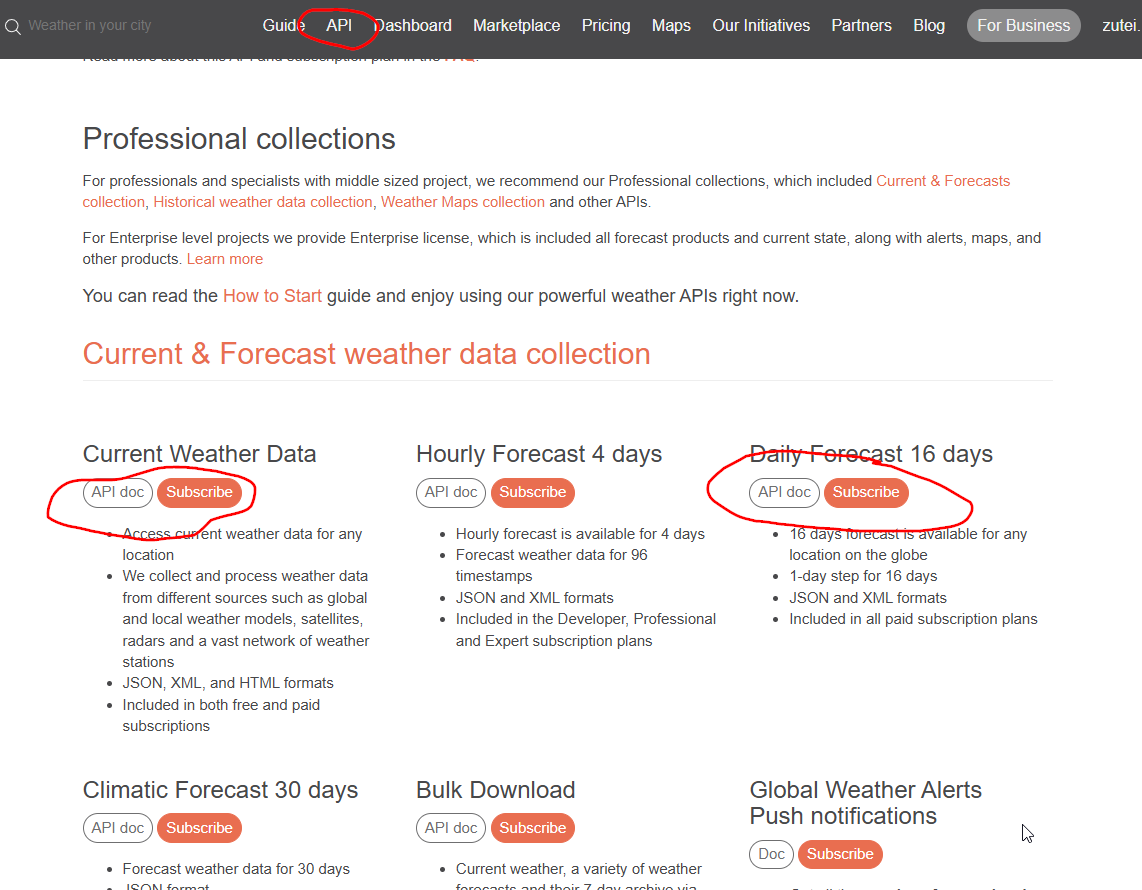 Weather in your city Guide API Dashboard Marketplace Pricing Maps Our Initiatives Partners Blog For Business zutei.
Read more about this API and subscription plan in the FAQ.
Professional collections
For professionals and specialists with middle sized project, we recommend our Professional collections, which included Current & Forecasts
collection, Historical weather data collection, Weather Maps collection and other APIs.
For Enterprise level projects we provide Enterprise license, which is included all forecast products and current state, along with alerts, maps, and
other products. Learn more
You can read the How to Start guide and enjoy using our powerful weather APIs right now.
Current & Forecast weather data collection
Current Weather Data
API doc Subscribe
Access current weather data for any
location
We collect and process weather data
from different sources such as global
and local weather models, satellites,
radars and a vast network of weather
stations
JSON, XML, and HTML formats
Included in both free and paid
subscriptions
Hourly Forecast 4 days
API doc Subscribe
Hourly forecast is available for 4 days
Forecast weather data for 96
timestamps
JSON and XML formats
Included in the Developer, Professional
and Expert subscription plans
Daily Forecast 16 days
API doc Subscribe
16 days forecast is available for any
location on the globe
1-day step for 16 days
JSON and XML formats
Included in all paid subscription plans
Climatic Forecast 30 days
API doc Subscribe
Forecast weather data for 30 days
JSON format
Bulk Download
API doc Subscribe
Current weather, a variety of weather
forecasts and their 7-day archive via
Global Weather Alerts
Push notifications
Doc Subscribe